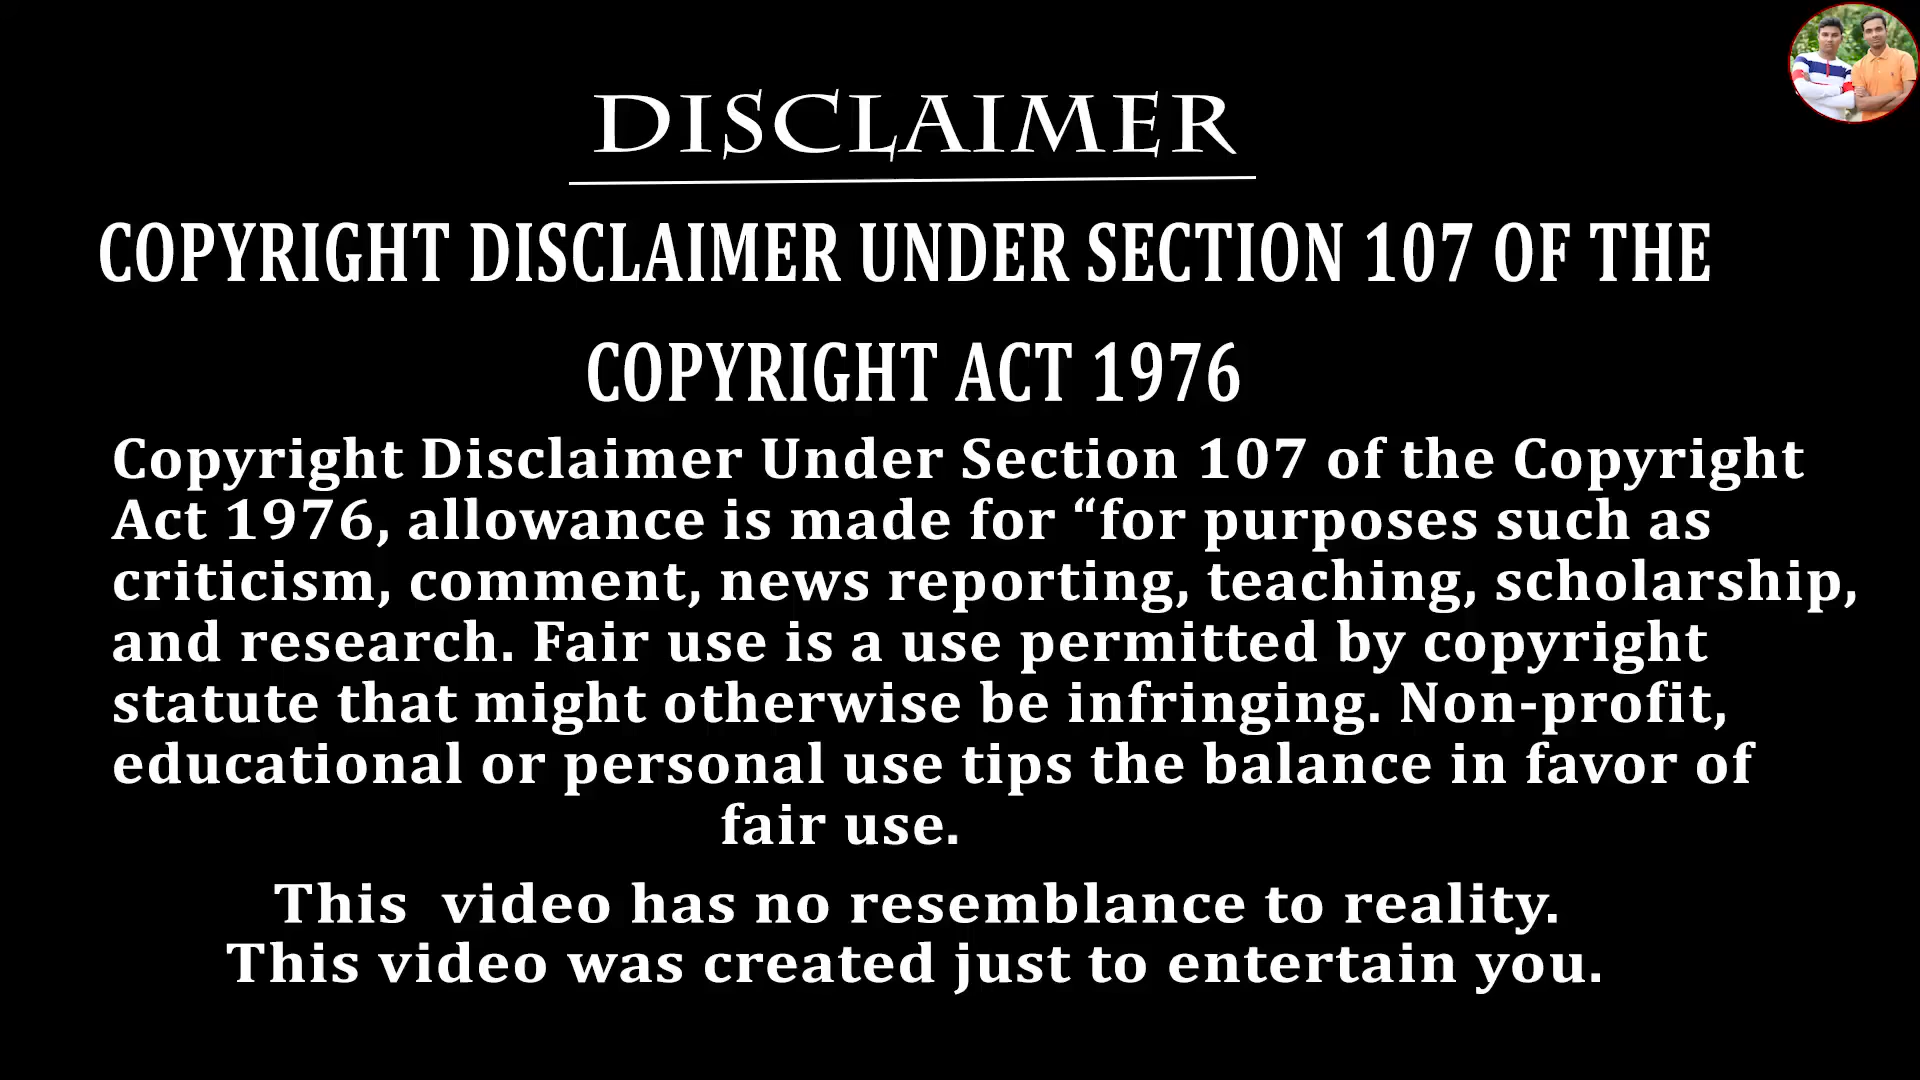 DISCLAIMER
COPYRIGHT DISCLAIMER UNDER SECTION 107 OF THE
COPYRIGHT ACT 1976
Copyright Disclaimer Under Section 107 of the Copyright
Act 1976, allowance is made for “for purposes such as
criticism, comment, news reporting, teaching, scholarship,
and research. Fair use is a use permitted by copyright
statute that might otherwise be infringing. Non-profit,
educational or personal use tips the balance in favor of
fair use.
This  video has no resemblance to reality.
This video was created just to entertain you.